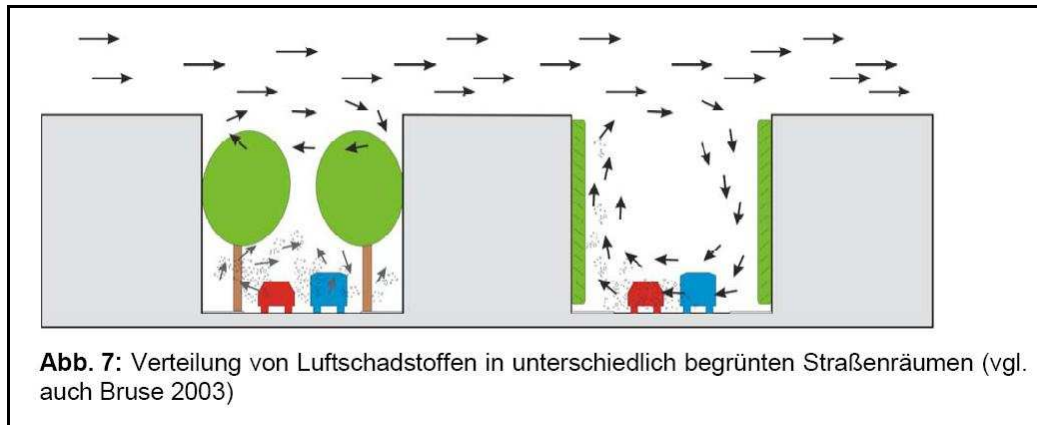 Abb. 7: Verteilung von Luftschadstoffen in unterschiedlich begrünten Straßenräumen (vgl.
auch Bruse 2003)